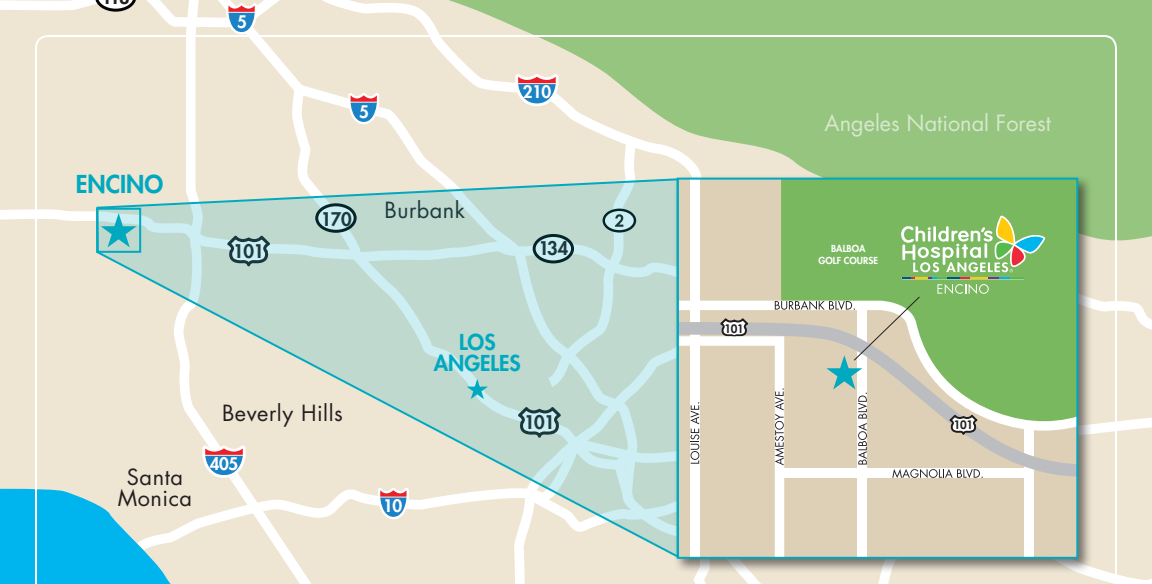 5
210
5
Angeles National Forest
ENCINO
170
Burbank
2
101
134
LOS
ANGELES
101
Beverly Hills
405
Santa
Monica
10
BALBOA
GOLF COURSE
Children's
Hospital
LOS ANGELES
ENCINO
BURBANK BLVD.
101
LOUISE AVE.
AMESTOY AVE.
BALBOA BLVD.
101
MAGNOLIA BLVD.